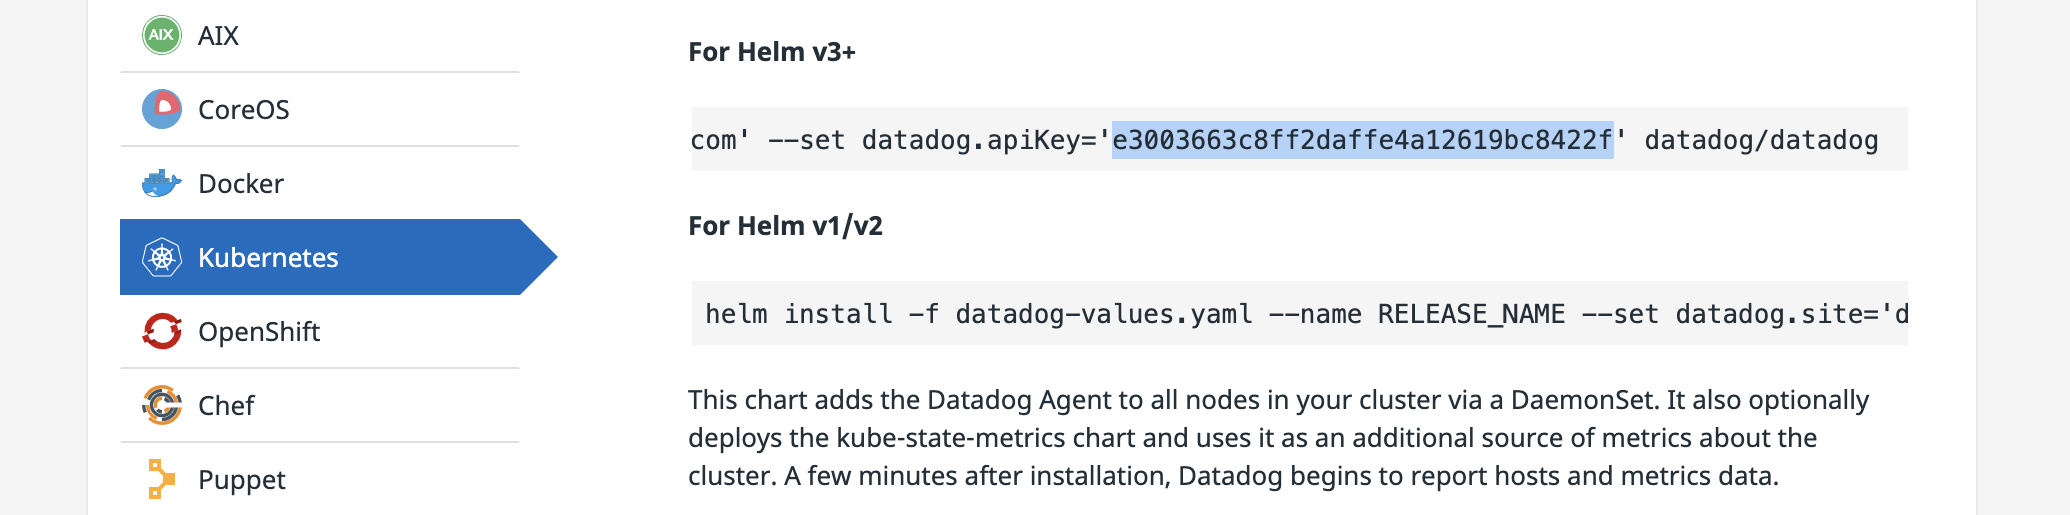 AIX
AIX
CoreOS
Docker
Kubernetes
OpenShift
Chef
Puppet
For Helm v3+
com' --set datadog.apiKey='e3003663c8ff2daffe4a12619bc8422f' datadog/datadog
For Helm v1/v2
helm install -f datadog-values.yaml --name RELEASE_NAME --set datadog.site='d
This chart adds the Datadog Agent to all nodes in your cluster via a DaemonSet. It also optionally
deploys the kube-state-metrics chart and uses it as an additional source of metrics about the
cluster. A few minutes after installation, Datadog begins to report hosts and metrics data.